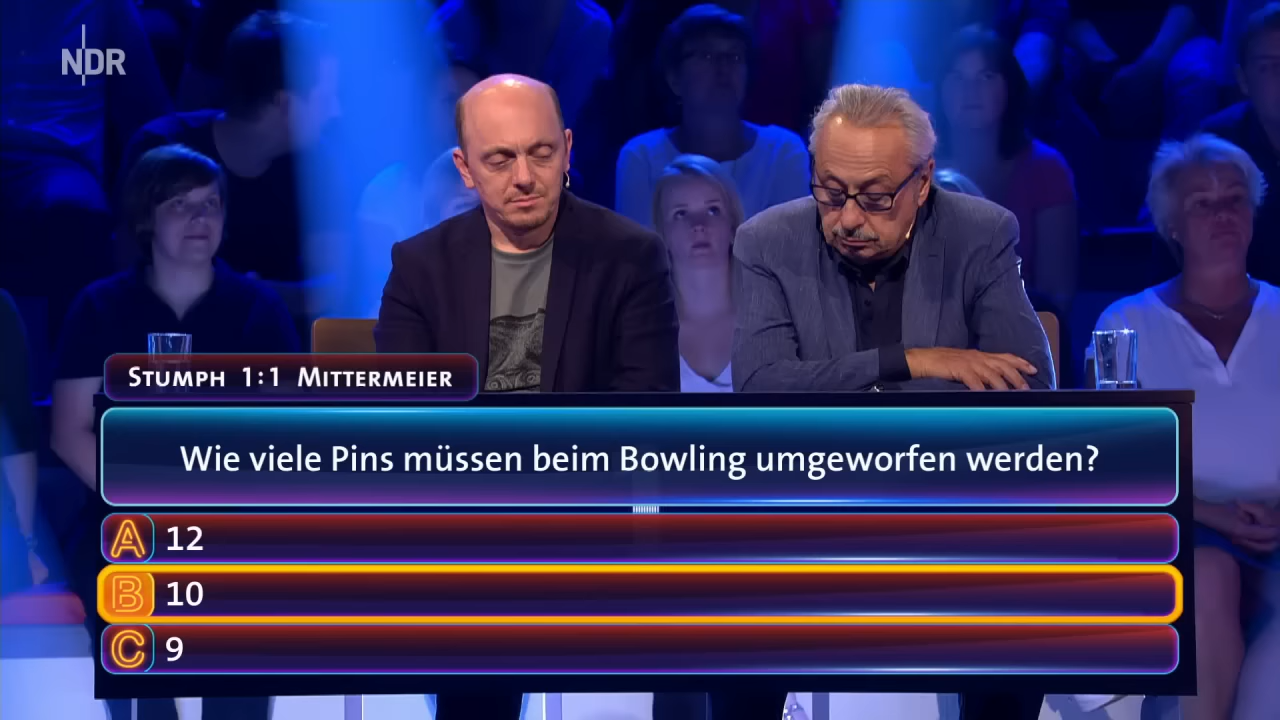 NDR
STUMPH 1:1 MITTERMEIER
Wie viele Pins müssen beim Bowling umgeworfen werden?
A 12
B 10
C 9